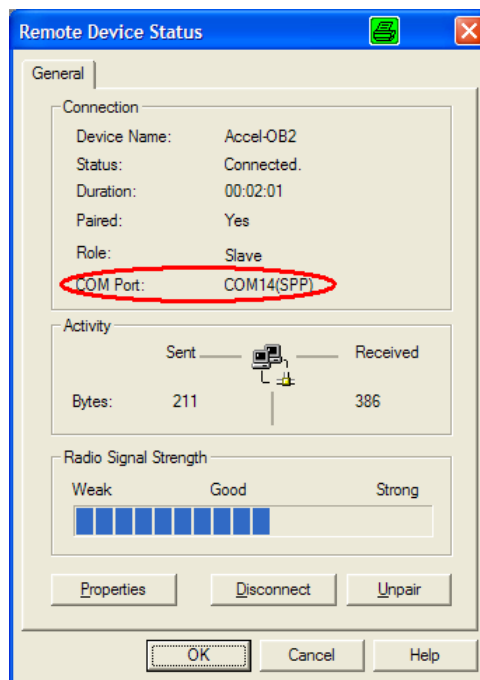 Remote Device Status
General
Connection
Device Name: Accel-OB2
Status: Connected.
Duration: 00:02:01
Paired: Yes
Role: Slave
COM Port: COM14(SPP)
Activity
Sent Received
Bytes: 211 386
Radio Signal Strength
Weak Good Strong
Properties Disconnect Unpair
OK Cancel Help